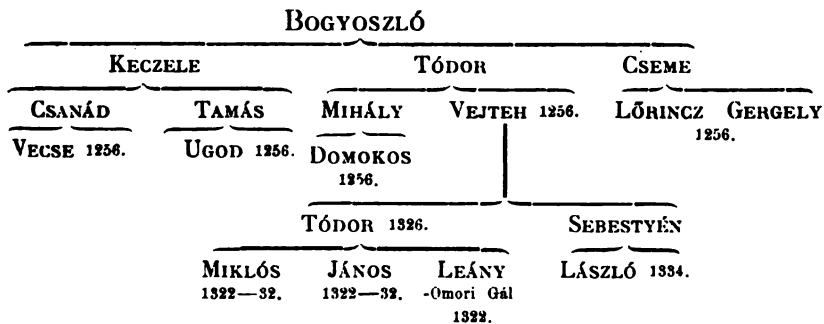 BOGYOSZLÓ
KECZELE TÓDOR CSEME
CSANÁD TAMÁS MIHÁLY VEJTEH 1256. LŐRINCZ GERGELY
1256.
VECSE 1256. UGOD 1256. DOMOKOS
1256.
TÓDOR 1326. SEBESTYÉN
MIKLÓS JÁNOS LEÁNY LÁSZLÓ 1334.
1322—32. 1322—32. -Omori Gál
1322.